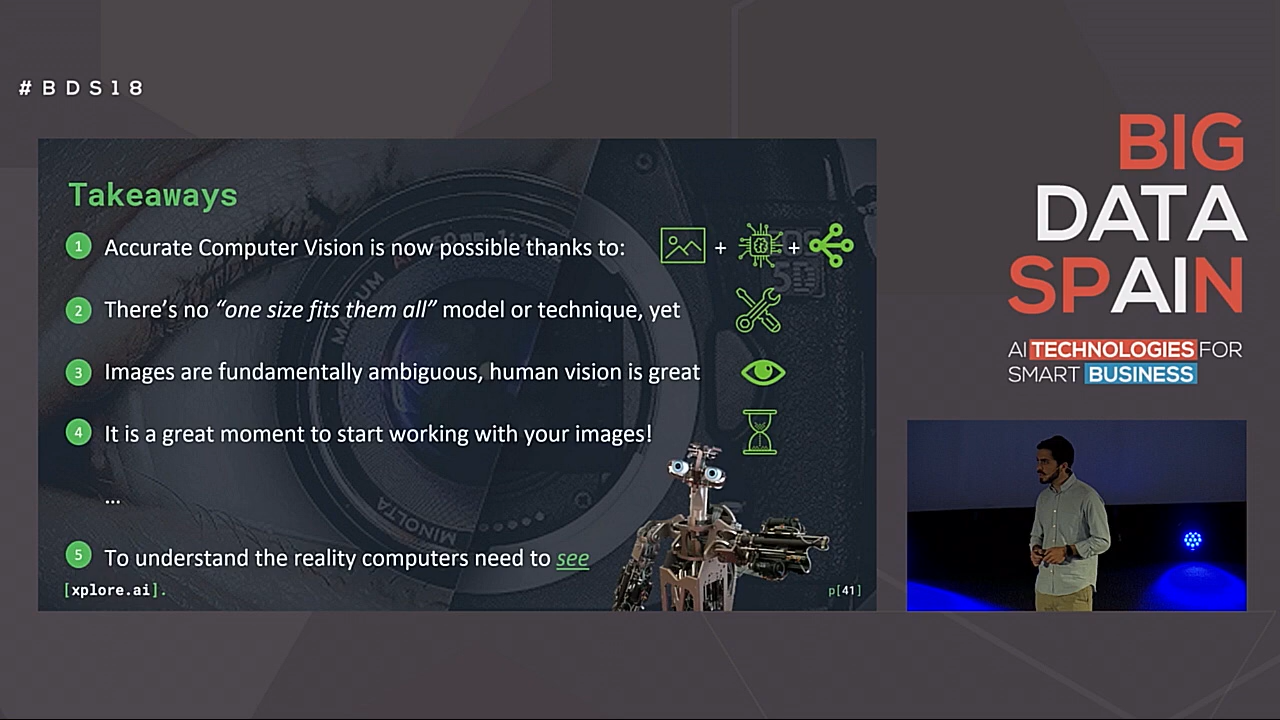 #BDS18
BIG
DATA
SPAIN
AI TECHNOLOGIES FOR
SMART BUSINESS
Takeaways
1 Accurate Computer Vision is now possible thanks to:
+ +
2 There's no “one size fits them all” model or technique, yet
3 Images are fundamentally ambiguous, human vision is great
4 It is a great moment to start working with your images!
...
5 To understand the reality computers need to see
[xplore.ai].
p[41]
MINOLTA